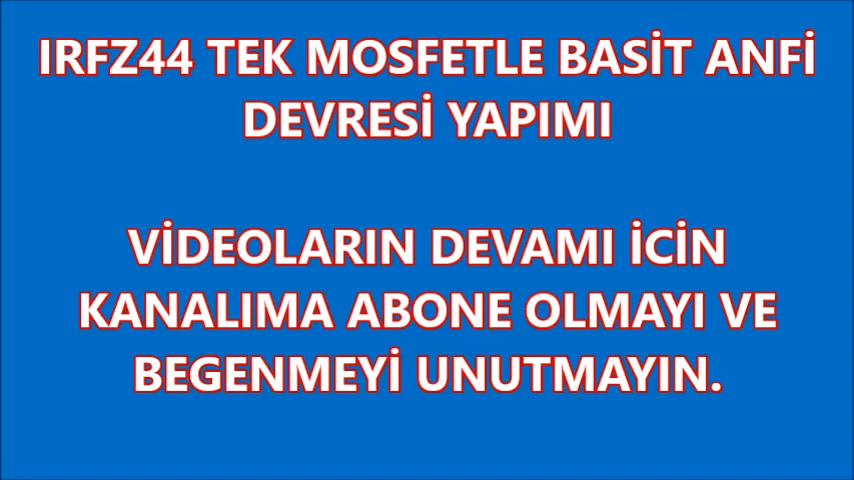 IRFZ44 TEK MOSFETLE BASİT ANFİ
DEVRESİ YAPIMI
VİDEOLARIN DEVAMI İCİN
KANALIMA ABONE OLMAYI VE
BEGENMEYİ UNUTMAYIN.